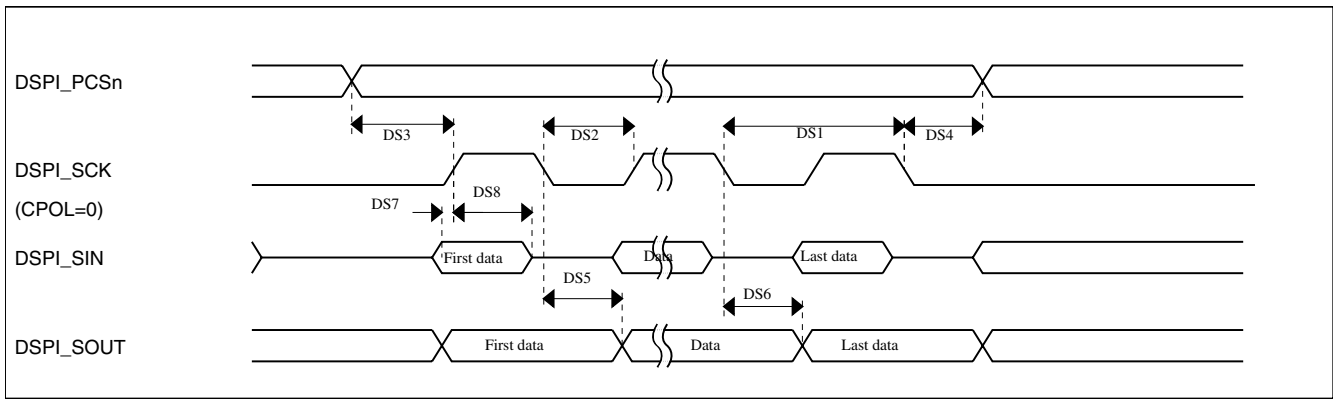 DSPI_PCSn
DS3
DS2
DS1
DS4
DSPI_SCK
(CPOL=0)
DS7
DS8
DSPI_SIN
First data
Data
Last data
DS5
DS6
DSPI_SOUT
First data
Data
Last data